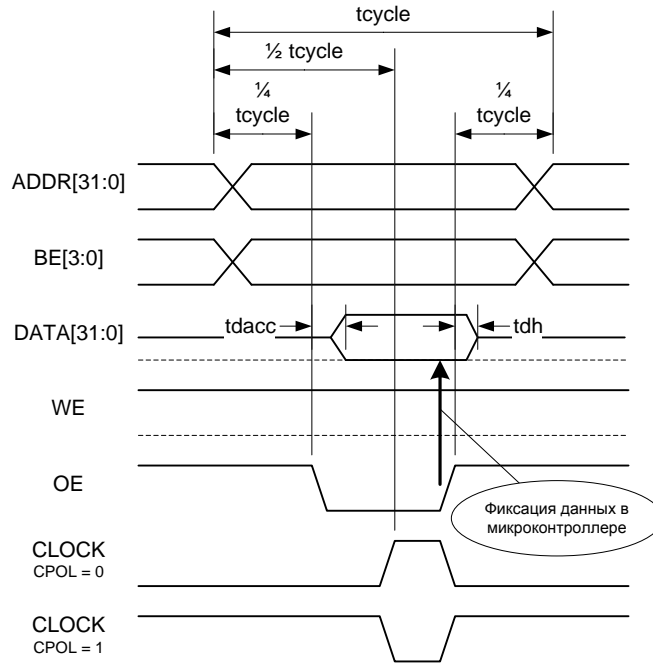 tcycle
½ tcycle
¼
tcycle
¼
tcycle
ADDR[31:0]
BE[3:0]
DATA[31:0]
tdacc
tdh
WE
OE
Фиксация данных в
микроконтроллере
CLOCK
CPOL = 0
CLOCK
CPOL = 1